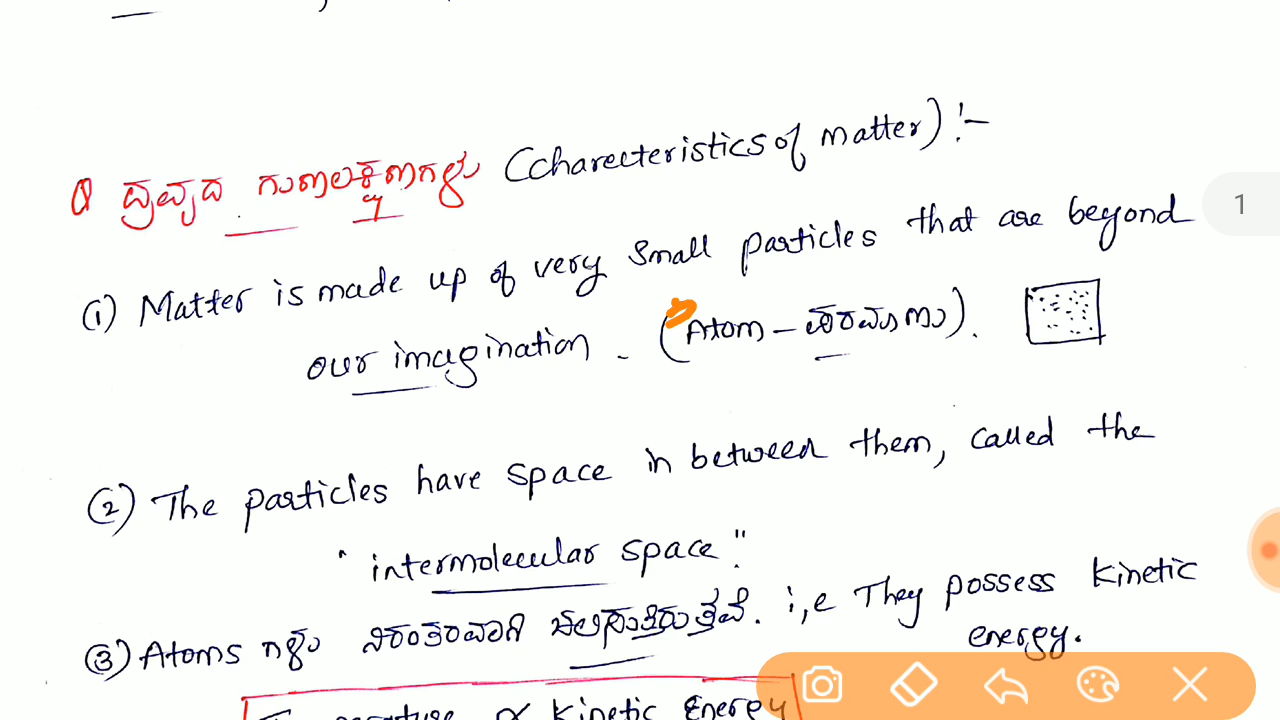 ದ್ರವ್ಯದ ಗುಣಲಕ್ಷಣಗಳು (charecteristics of matter) :-
1
(1) Matter is made up of very small particles that are beyond
our imagination. (Atom - ಪರಮಾಣು).
(2) The particles have space in between them, called the
"intermolecular space".
(3) Atoms ಗಳು ನಿರಂತರವಾಗಿ ಚಲಿಸುತ್ತಿರುತ್ತವೆ. i,e They possess kinetic
energy.
∝ kinetic Energy